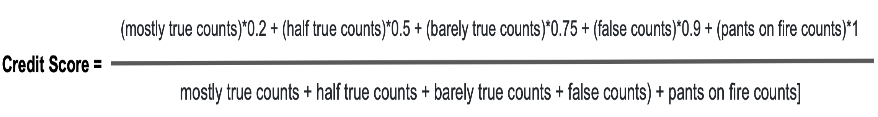 (mostly true counts)*0.2 + (half true counts)*0.5 + (barely true counts)*0.75 + (false counts)*0.9 + (pants on fire counts)*1
Credit Score =
mostly true counts + half true counts + barely true counts + false counts) + pants on fire counts]